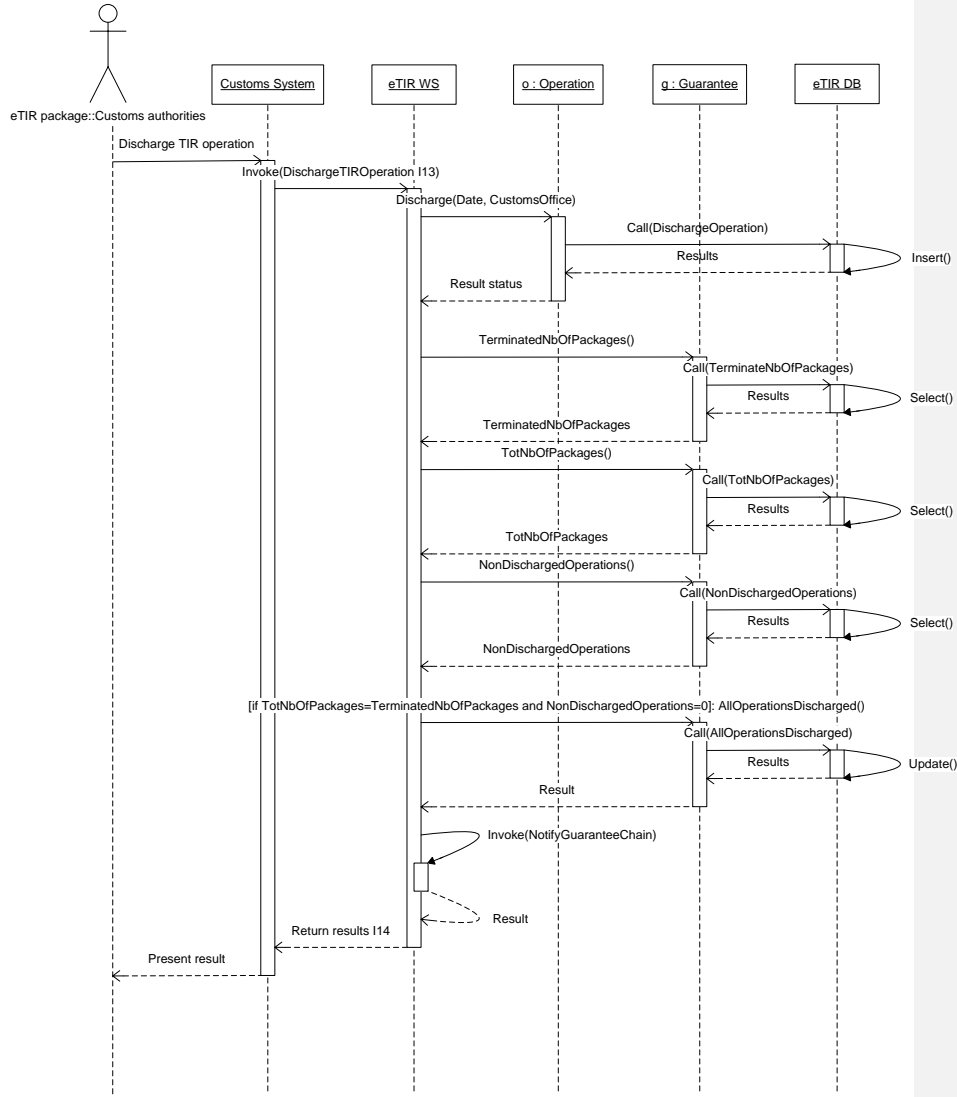 Customs System
eTIR WS
o : Operation
g : Guarantee
eTIR DB
eTIR package::Customs authorities
Discharge TIR operation
Invoke(DischargeTIROperation I13)
Discharge(Date, CustomsOffice)
Call(DischargeOperation)
Results
Insert()
Result status
TerminatedNbOfPackages()
Call(TerminateNbOfPackages)
Results
Select()
TerminatedNbOfPackages
TotNbOfPackages()
Call(TotNbOfPackages)
Results
Select()
TotNbOfPackages
NonDischargedOperations()
Call(NonDischargedOperations)
Results
Select()
NonDischargedOperations
[if TotNbOfPackages=TerminatedNbOfPackages and NonDischargedOperations=0]: AllOperationsDischarged()
Call(AllOperationsDischarged)
Results
Update()
Result
Invoke(NotifyGuaranteeChain)
Result
Return results I14
Present result